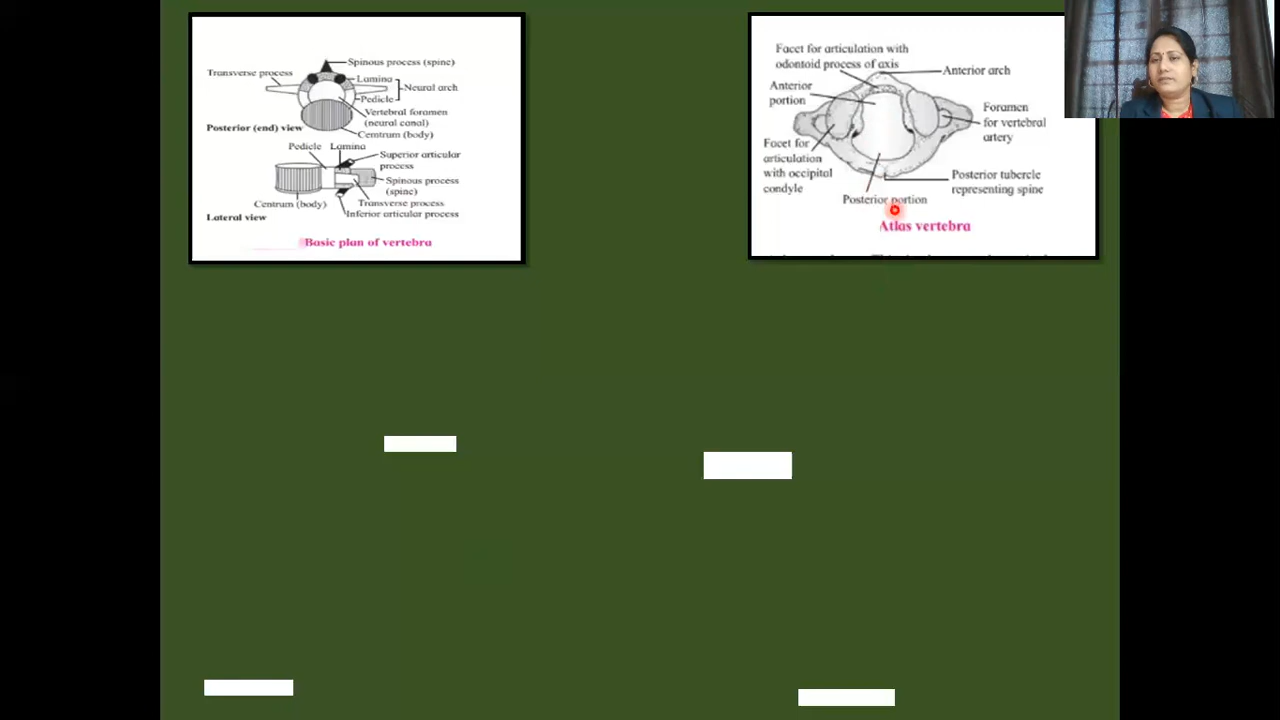 Spinous process (spine)
Transverse process
Lamina
Neural arch
Pedicle
Vertebral foramen
(neural canal)
Posterior (end) view
Centrum (body)
Pedicle Lamina
Superior articular
process
Spinous process
(spine)
Centrum (body)
Transverse process
Lateral view
Inferior articular process
Basic plan of vertebra
Facet for articulation with
odontoid process of axis
Anterior arch
Anterior
portion
Foramen
for vertebral
artery
Facet for
articulation
with occipital
condyle
Posterior tubercle
representing spine
Posterior portion
Atlas vertebra